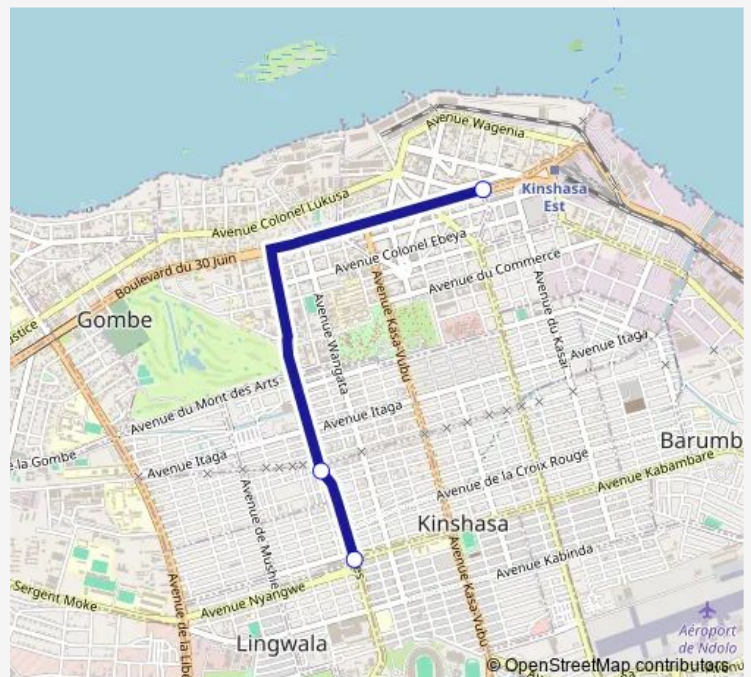 Avenue Wagenia
Kinshasa
Est
Avenue Colonel Lukusa
Avenue Colonel Ebeya
Boulevard du 30 Juin
Avenue du Commerce
Gombe
ustice
Avenue Wangata
Avenue Kasa-Vubu
Avenue du Kasaï
Avenue Itaga
Avenue du Mont des Arts
Avenue Itaga
Barumb
e la Gombe
Avenue Itaga
Avenue de la Croix Rouge
Avenue Kabambare
Avenue de Mushie
Kinshasa
Avenue Kabinda
Sergent Moke
Avenue Nyangwe
Avenue Kasa-Vubu
Avenue de la Libé
Lingwala
Aéroport
de Ndolo
© OpenStreetMap contributors